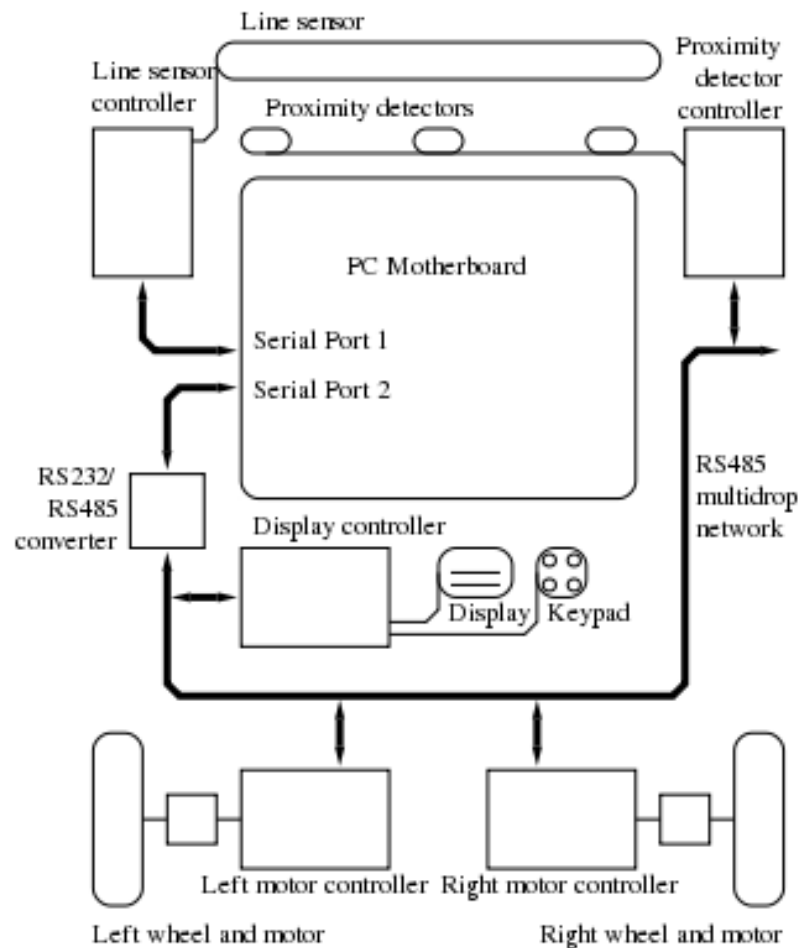 Line sensor
Line sensor
controller
Proximity
detector
controller
Proximity detectors
PC Motherboard
Serial Port 1
Serial Port 2
RS232/
RS485
converter
RS485
multidrop
network
Display controller
Display
Keypad
Left motor controller
Right motor controller
Left wheel and motor
Right wheel and motor